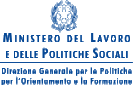 MINISTERO DEL LAVORO
E DELLE POLITICHE SOCIALI
Direzione Generale per le Politiche
per l'Orientamento e la Formazione